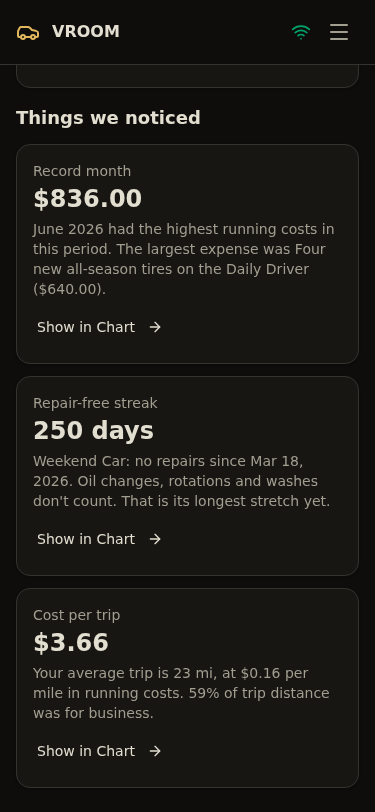 VROOM
Things we noticed
Record month
$836.00
June 2026 had the highest running costs in
this period. The largest expense was Four
new all-season tires on the Daily Driver
($640.00).
Show in Chart
Repair-free streak
250 days
Weekend Car: no repairs since Mar 18,
2026. Oil changes, rotations and washes
don't count. That is its longest stretch yet.
Show in Chart
Cost per trip
$3.66
Your average trip is 23 mi, at $0.16 per
mile in running costs. 59% of trip distance
was for business.
Show in Chart